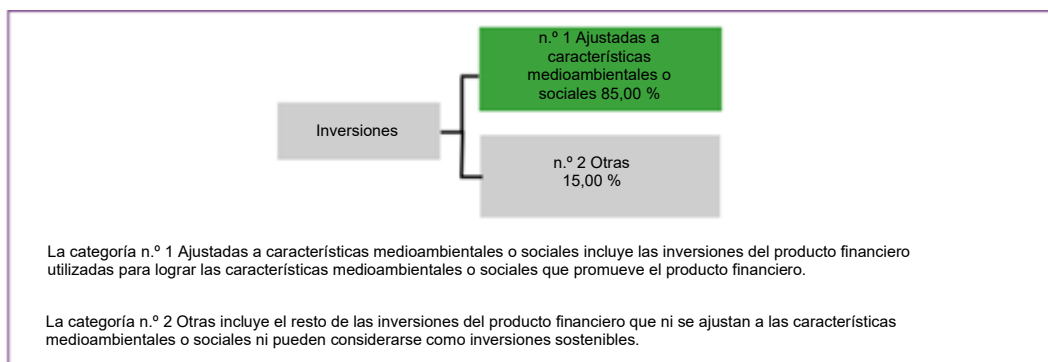 n.º 1 Ajustadas a
características
medioambientales o
sociales 85,00 %
Inversiones
n.º 2 Otras
15,00 %
La categoría n.º 1 Ajustadas a características medioambientales o sociales incluye las inversiones del producto financiero
utilizadas para lograr las características medioambientales o sociales que promueve el producto financiero.
La categoría n.º 2 Otras incluye el resto de las inversiones del producto financiero que ni se ajustan a las características
medioambientales o sociales ni pueden considerarse como inversiones sostenibles.